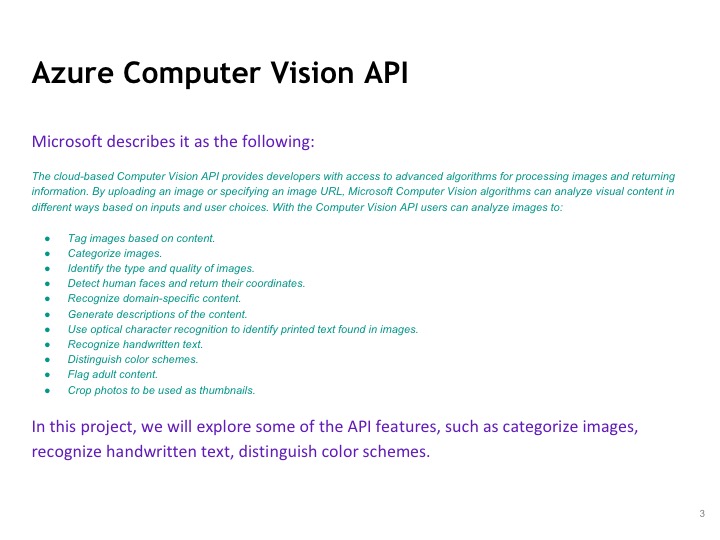 Azure Computer Vision API
Microsoft describes it as the following:
The cloud-based Computer Vision API provides developers with access to advanced algorithms for processing images and returning
information. By uploading an image or specifying an image URL, Microsoft Computer Vision algorithms can analyze visual content in
different ways based on inputs and user choices. With the Computer Vision API users can analyze images to:
● Tag images based on content.
● Categorize images.
● Identify the type and quality of images.
● Detect human faces and return their coordinates.
● Recognize domain-specific content.
● Generate descriptions of the content.
● Use optical character recognition to identify printed text found in images.
● Recognize handwritten text.
● Distinguish color schemes.
● Flag adult content.
● Crop photos to be used as thumbnails.
In this project, we will explore some of the API features, such as categorize images,
recognize handwritten text, distinguish color schemes.
3